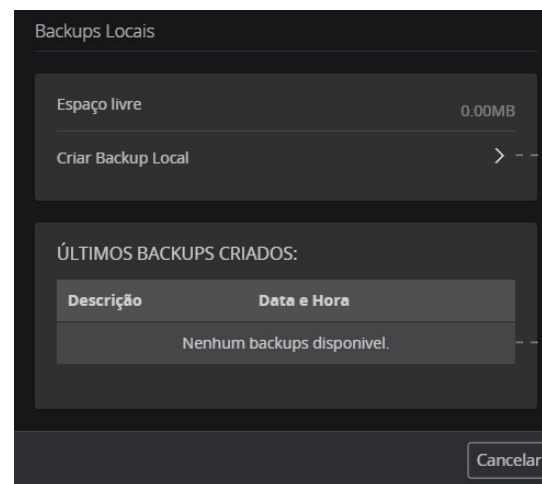 Backups Locais
Espaço livre 0.00MB
Criar Backup Local
ÚLTIMOS BACKUPS CRIADOS:
Descrição Data e Hora
Nenhum backups disponivel.
Cancelar